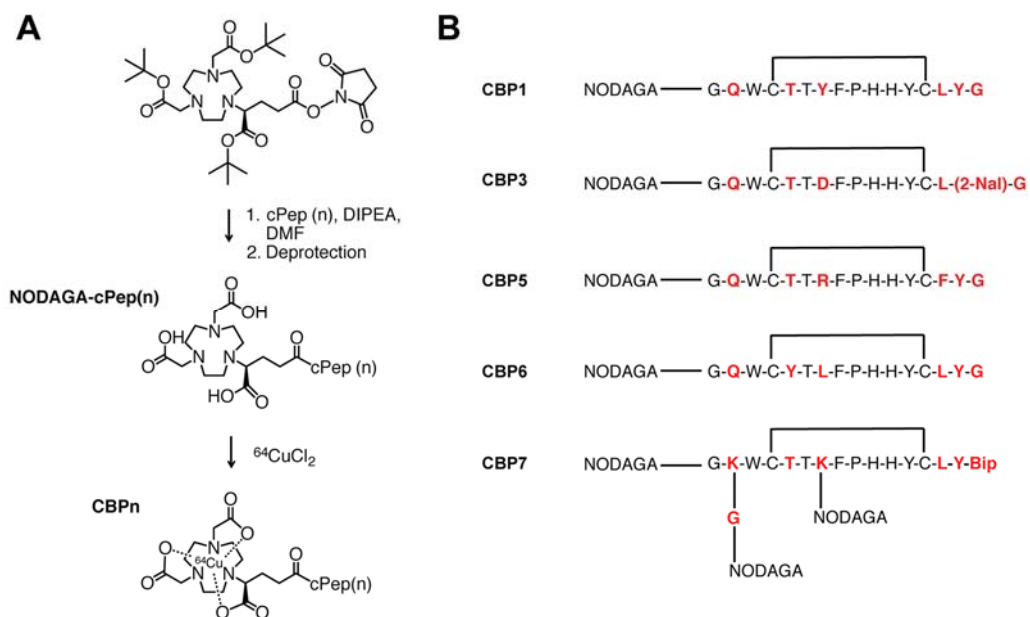 A
O
O
O
N
O
O
O
N
N
O
N
O
O
O
1. cPep (n), DIPEA,
DMF
2. Deprotection
NODAGA-cPep(n)
O
OH
OH
N
O
O
N
N
cPep (n)
HO
O
⁶⁴CuCl₂
CBPn
O
O
N
O
O
⁶⁴Cu
O
N
N
cPep(n)
O
O
B
CBP1 NODAGA G-Q-W-C-T-T-Y-F-P-H-H-Y-C-L-Y-G
CBP3 NODAGA G-Q-W-C-T-T-D-F-P-H-H-Y-C-L-(2-Nal)-G
CBP5 NODAGA G-Q-W-C-T-T-R-F-P-H-H-Y-C-F-Y-G
CBP6 NODAGA G-Q-W-C-Y-T-L-F-P-H-H-Y-C-L-Y-G
CBP7 NODAGA G-K-W-C-T-T-K-F-P-H-H-Y-C-L-Y-Bip
G NODAGA
NODAGA